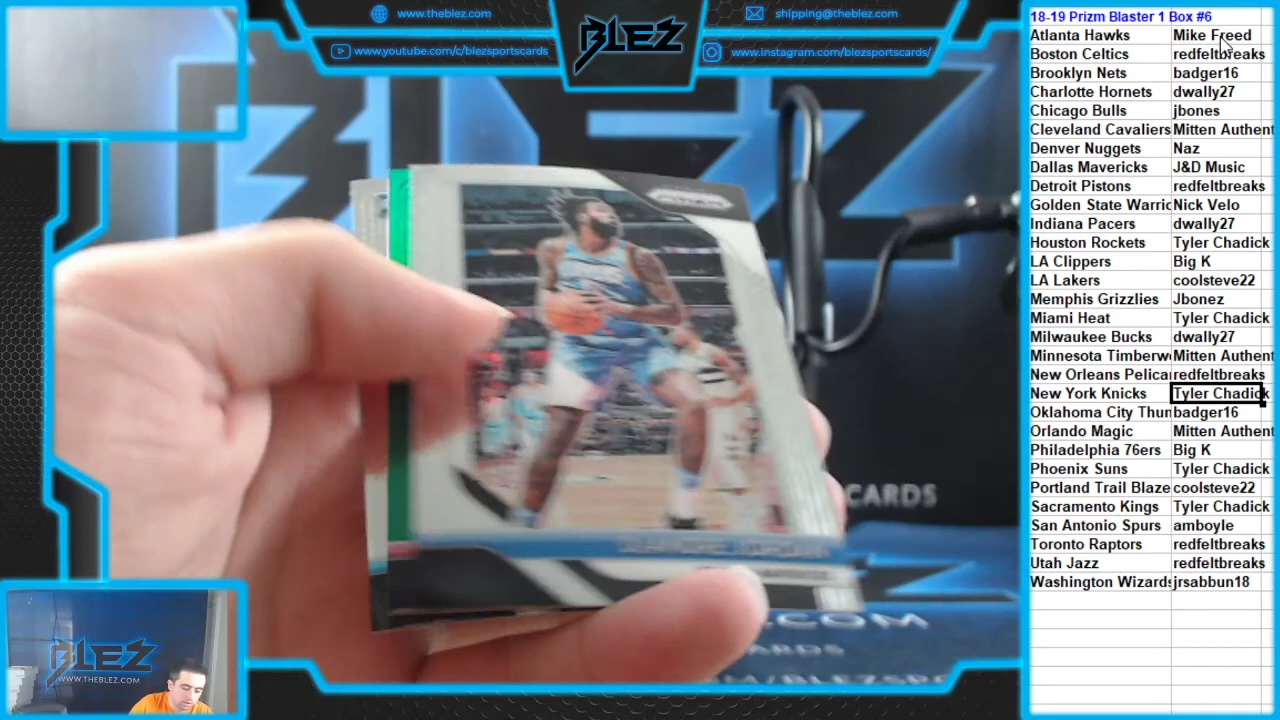 www.theblez.com
shipping@theblez.com
www.youtube.com/c/blezsportscards
www.instagram.com/blezsportscards/
BLEZ
18-19 Prizm Blaster 1 Box #6
Atlanta Hawks Mike Freed
Boston Celtics redfeltbreaks
Brooklyn Nets badger16
Charlotte Hornets dwally27
Chicago Bulls jbones
Cleveland Cavaliers Mitten Authent
Denver Nuggets Naz
Dallas Mavericks J&D Music
Detroit Pistons redfeltbreaks
Golden State Warric Nick Velo
Indiana Pacers dwally27
Houston Rockets Tyler Chadick
LA Clippers Big K
LA Lakers coolsteve22
Memphis Grizzlies Jbonez
Miami Heat Tyler Chadick
Milwaukee Bucks dwally27
Minnesota Timberw Mitten Authent
New Orleans Pelica redfeltbreaks
New York Knicks Tyler Chadick
Oklahoma City Thun badger16
Orlando Magic Mitten Authent
Philadelphia 76ers Big K
Phoenix Suns Tyler Chadick
Portland Trail Blaze coolsteve22
Sacramento Kings Tyler Chadick
San Antonio Spurs amboyle
Toronto Raptors redfeltbreaks
Utah Jazz redfeltbreaks
Washington Wizards jrsabbun18
CARDS
BLEZ
WWW.THEBLEZ.COM